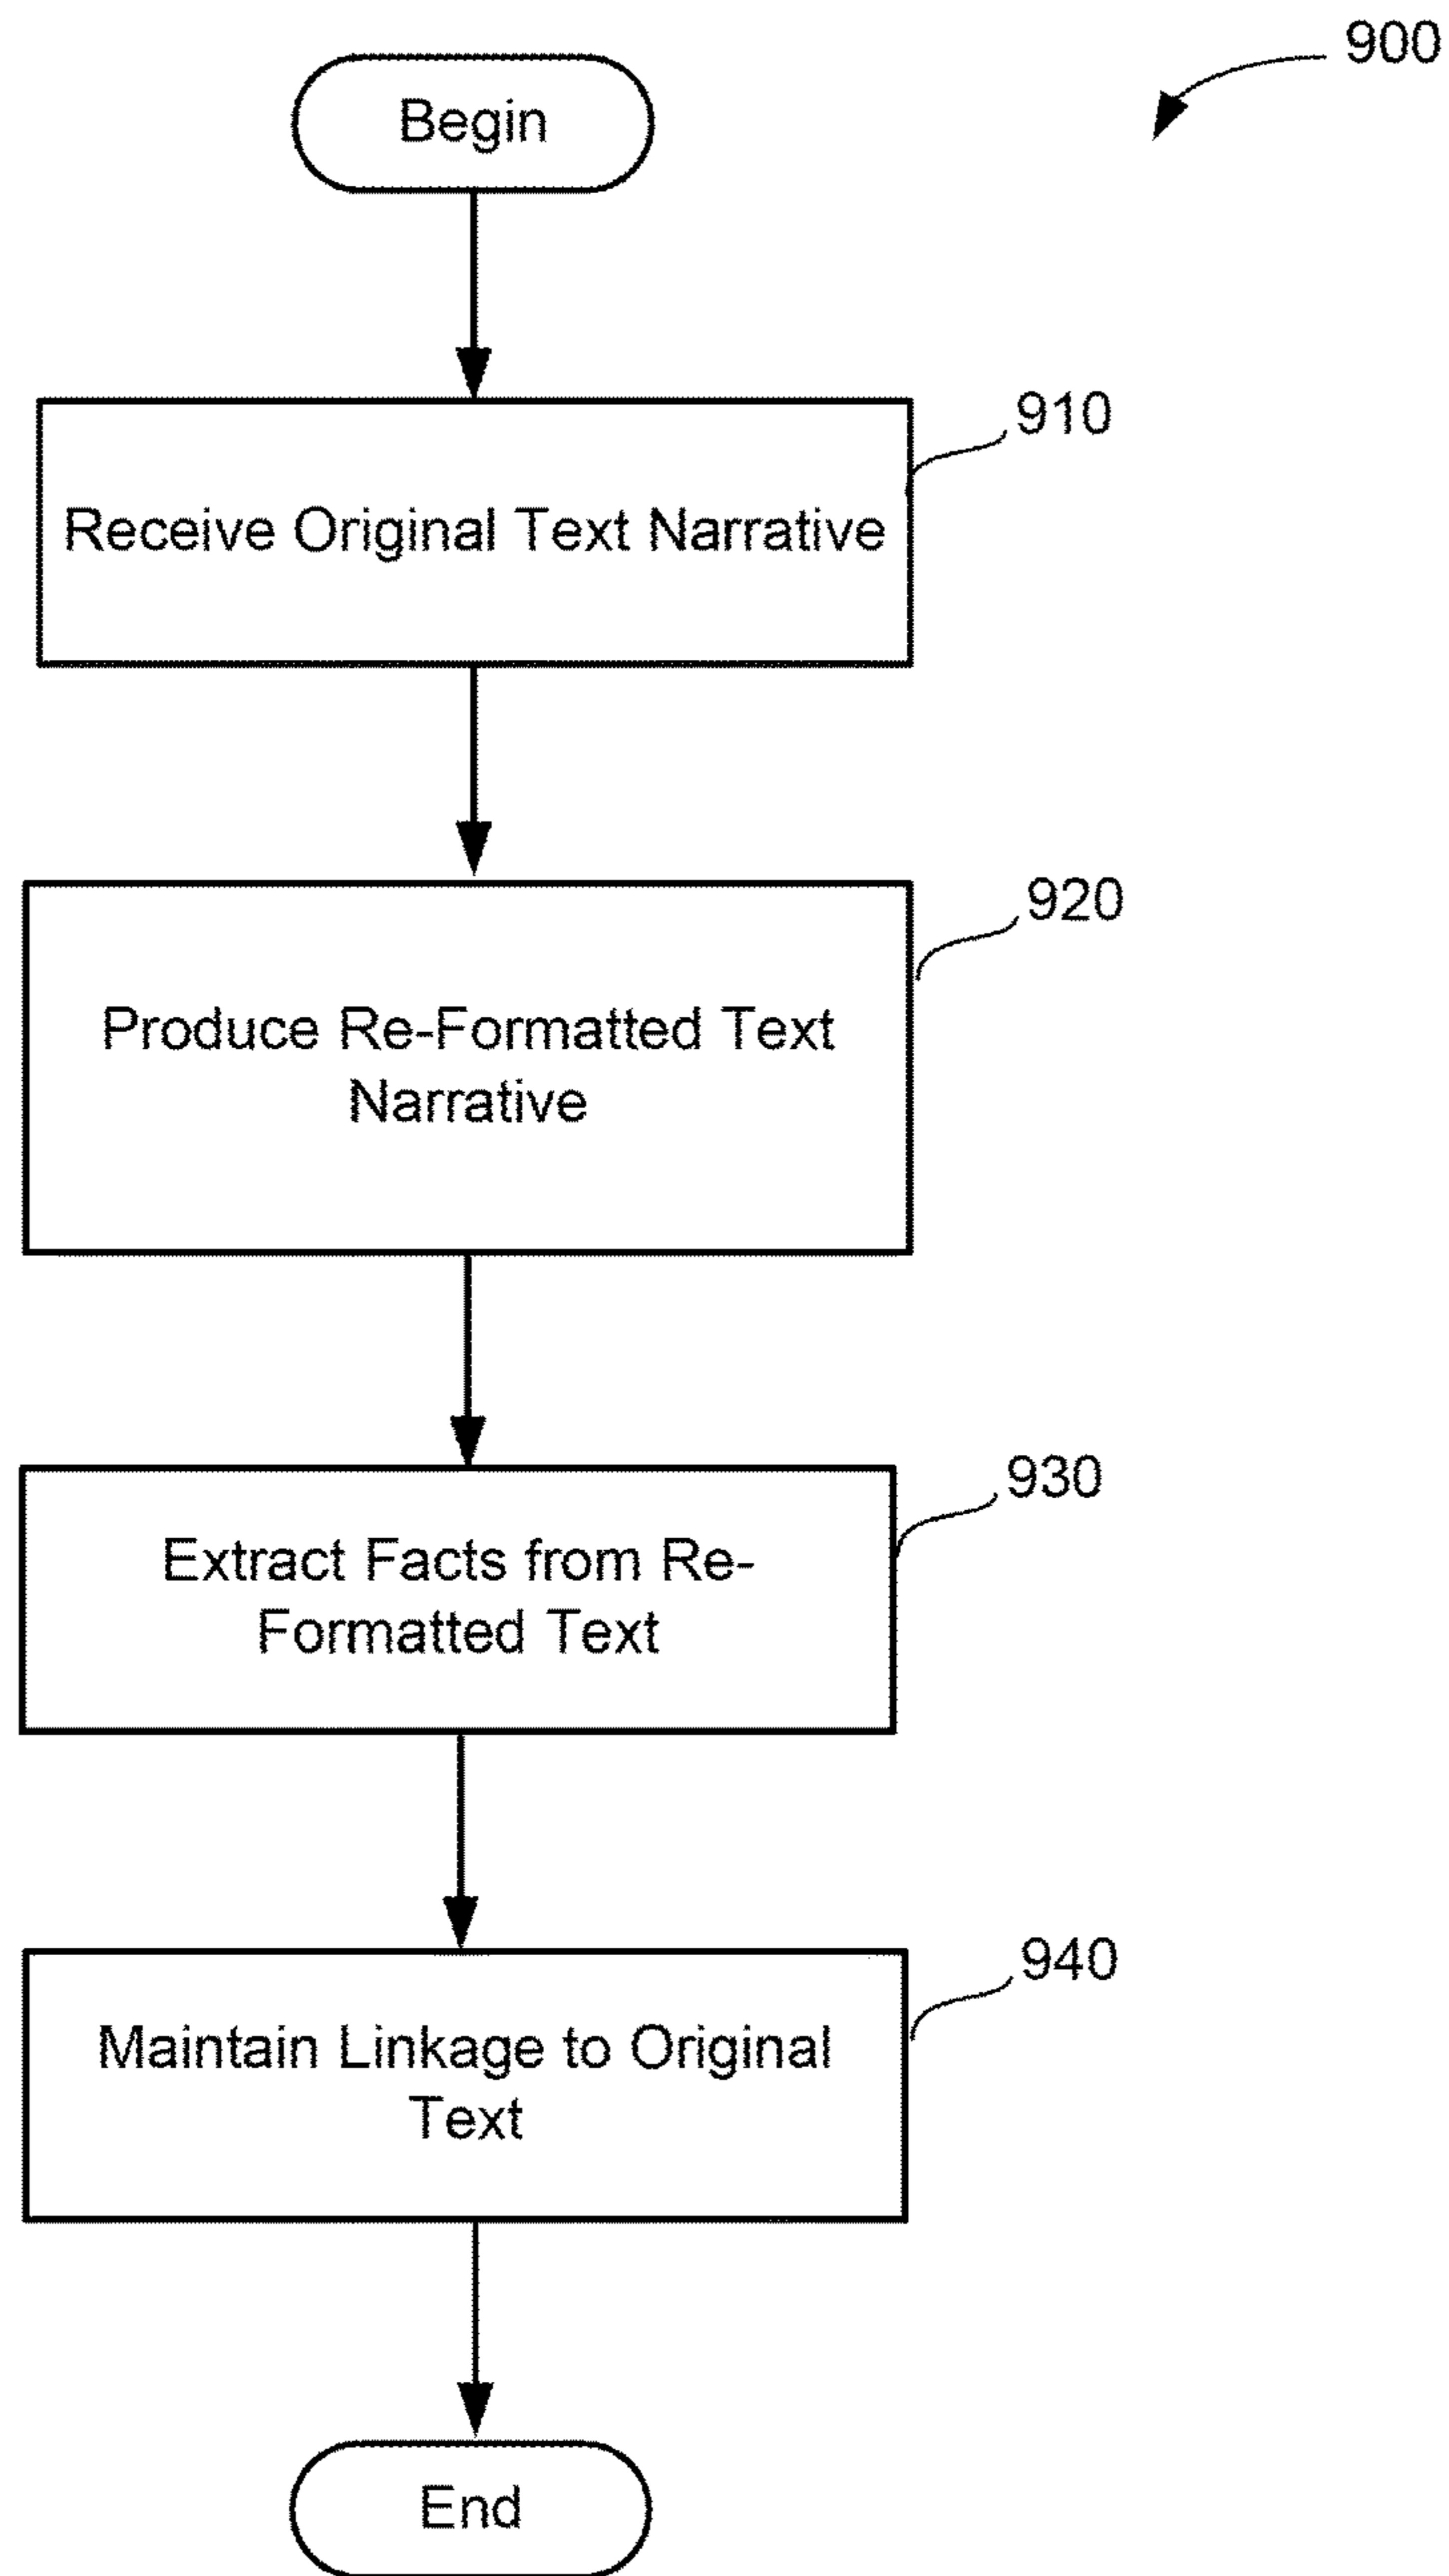 900
Begin
910
Receive Original Text Narrative
920
Produce Re-Formatted Text
Narrative
930
Extract Facts from Re-
Formatted Text
940
Maintain Linkage to Original
Text
End